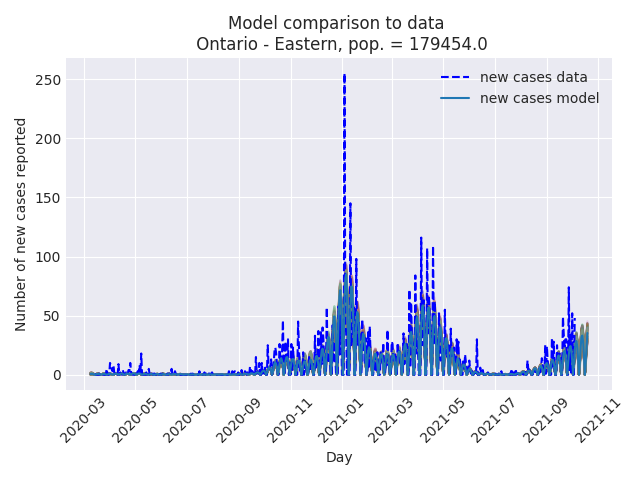 Model comparison to data
Ontario - Eastern, pop. = 179454.0
new cases data
new cases model
Number of new cases reported
250
200
150
100
50
0
2020-03
2020-05
2020-07
2020-09
2020-11
2021-01
2021-03
2021-05
2021-07
2021-09
2021-11
Day